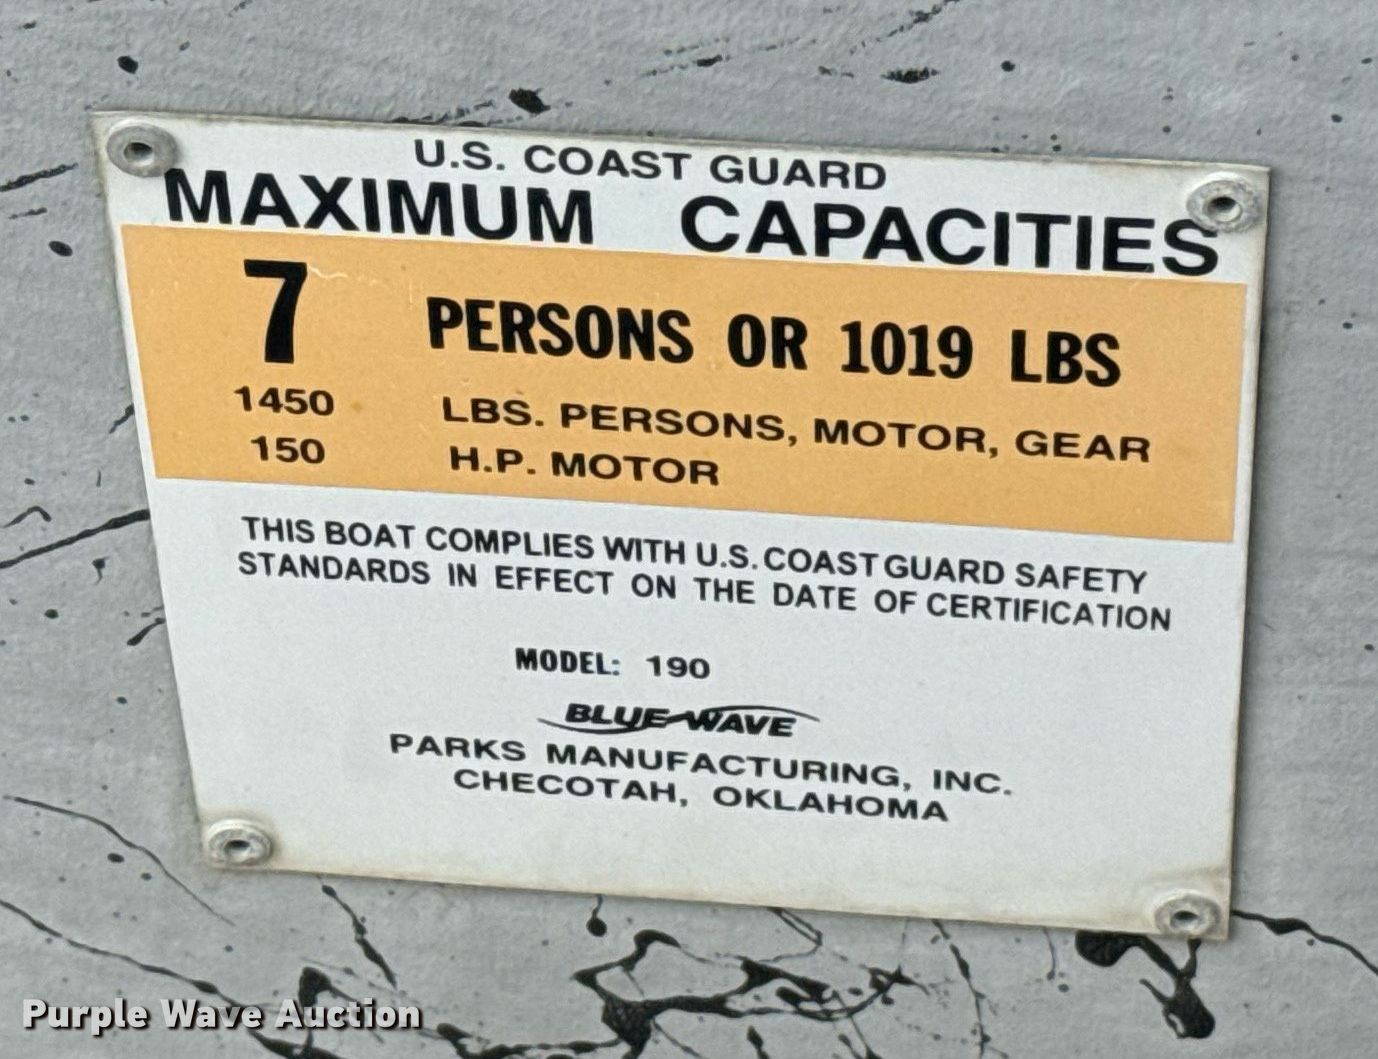 U.S. COAST GUARD
MAXIMUM CAPACITIES
7 PERSONS OR 1019 LBS
1450 LBS. PERSONS, MOTOR, GEAR
150 H.P. MOTOR
THIS BOAT COMPLIES WITH U.S. COAST GUARD SAFETY
STANDARDS IN EFFECT ON THE DATE OF CERTIFICATION
MODEL: 190
BLUE WAVE
PARKS MANUFACTURING, INC.
CHECOTAH, OKLAHOMA
Purple Wave Auction